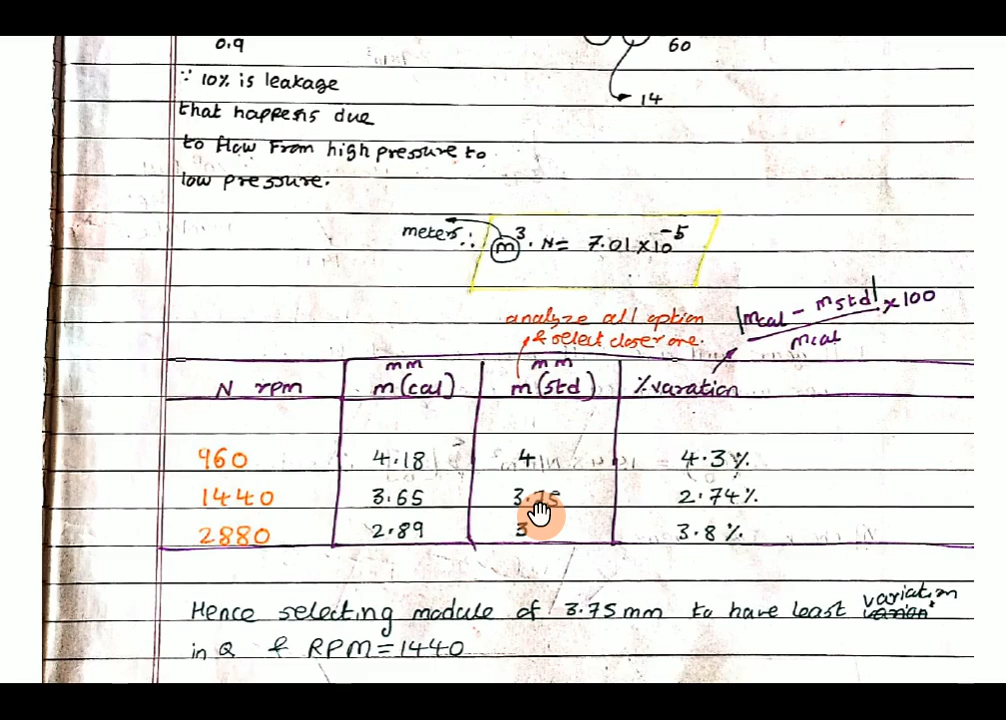 0.9
60
∵ 10% is leakage
14
that happens due
to flow from high pressure to
low pressure.
meters ∴ m³. N = 7.01 x 10⁻⁵
analyze all option
& select closer one.
|mcal - mstd| x 100
mcal
N rpm m(cal) mm m(std) mm % varation
960 4.18 4 4.3 %
1440 3.65 3.75 2.74 %
2880 2.89 3 3.8 %
Hence selecting module of 3.75 mm to have least variation
in Q & RPM = 1440